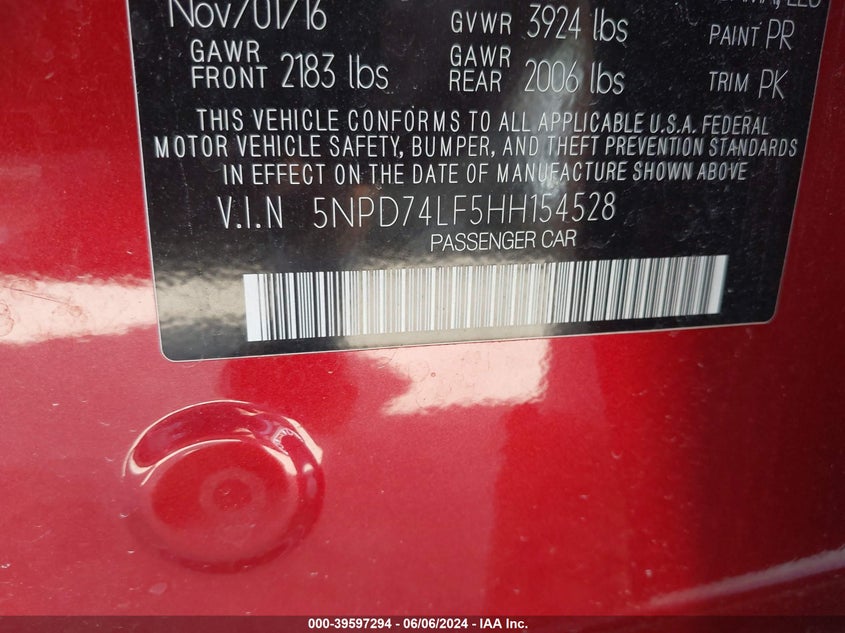 Nov/01/16 GVWR 3924 lbs PAINT PR
GAWR FRONT 2183 lbs GAWR REAR 2006 lbs TRIM PK
THIS VEHICLE CONFORMS TO ALL APPLICABLE U.S.A. FEDERAL
MOTOR VEHICLE SAFETY, BUMPER, AND THEFT PREVENTION STANDARDS
IN EFFECT ON THE DATE OF MANUFACTURE SHOWN ABOVE
V.I.N 5NPD74LF5HH154528
PASSENGER CAR
000-39597294 - 06/06/2024 - IAA Inc.